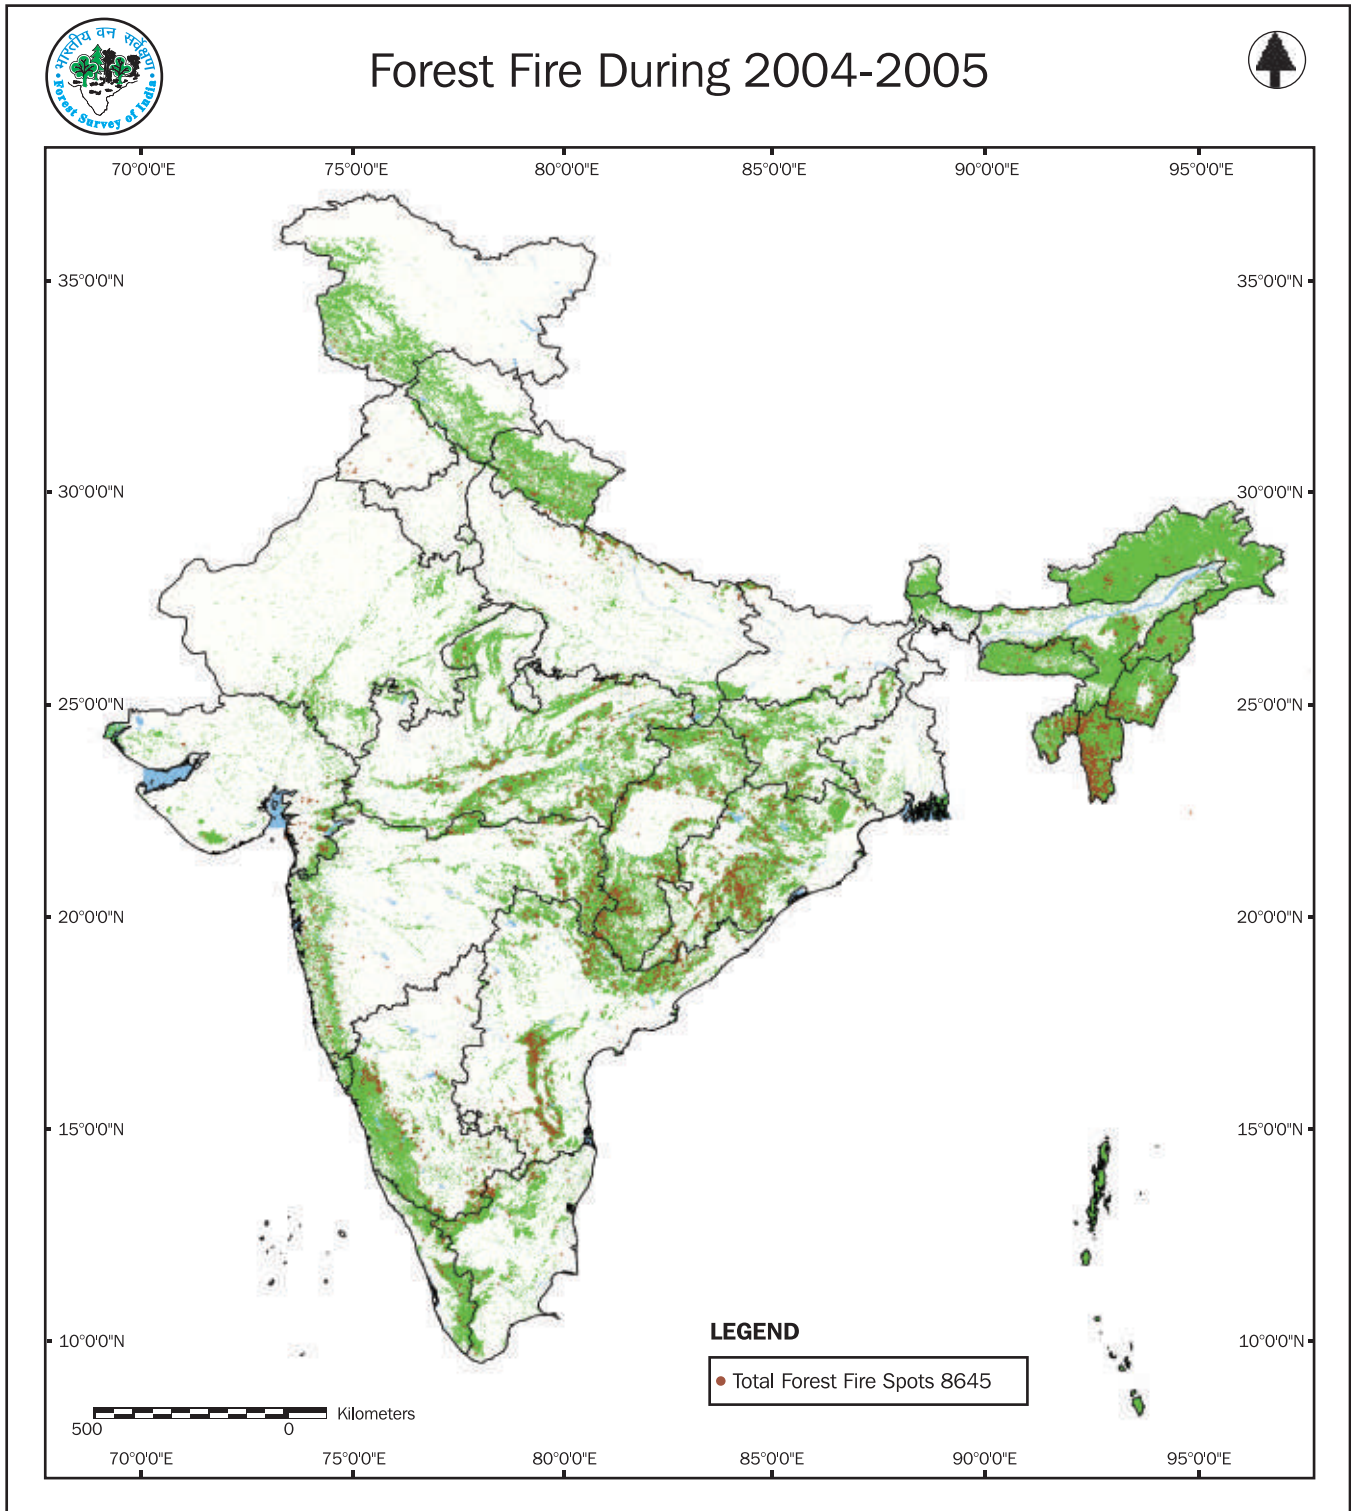 भारतीय वन सर्वेक्षण
Forest Survey of India
Forest Fire During 2004-2005
70°0'0"E 75°0'0"E 80°0'0"E 85°0'0"E 90°0'0"E 95°0'0"E
35°0'0"N 35°0'0"N
30°0'0"N 30°0'0"N
25°0'0"N 25°0'0"N
20°0'0"N 20°0'0"N
15°0'0"N 15°0'0"N
10°0'0"N 10°0'0"N
LEGEND
Total Forest Fire Spots 8645
Kilometers
500 0
70°0'0"E 75°0'0"E 80°0'0"E 85°0'0"E 90°0'0"E 95°0'0"E